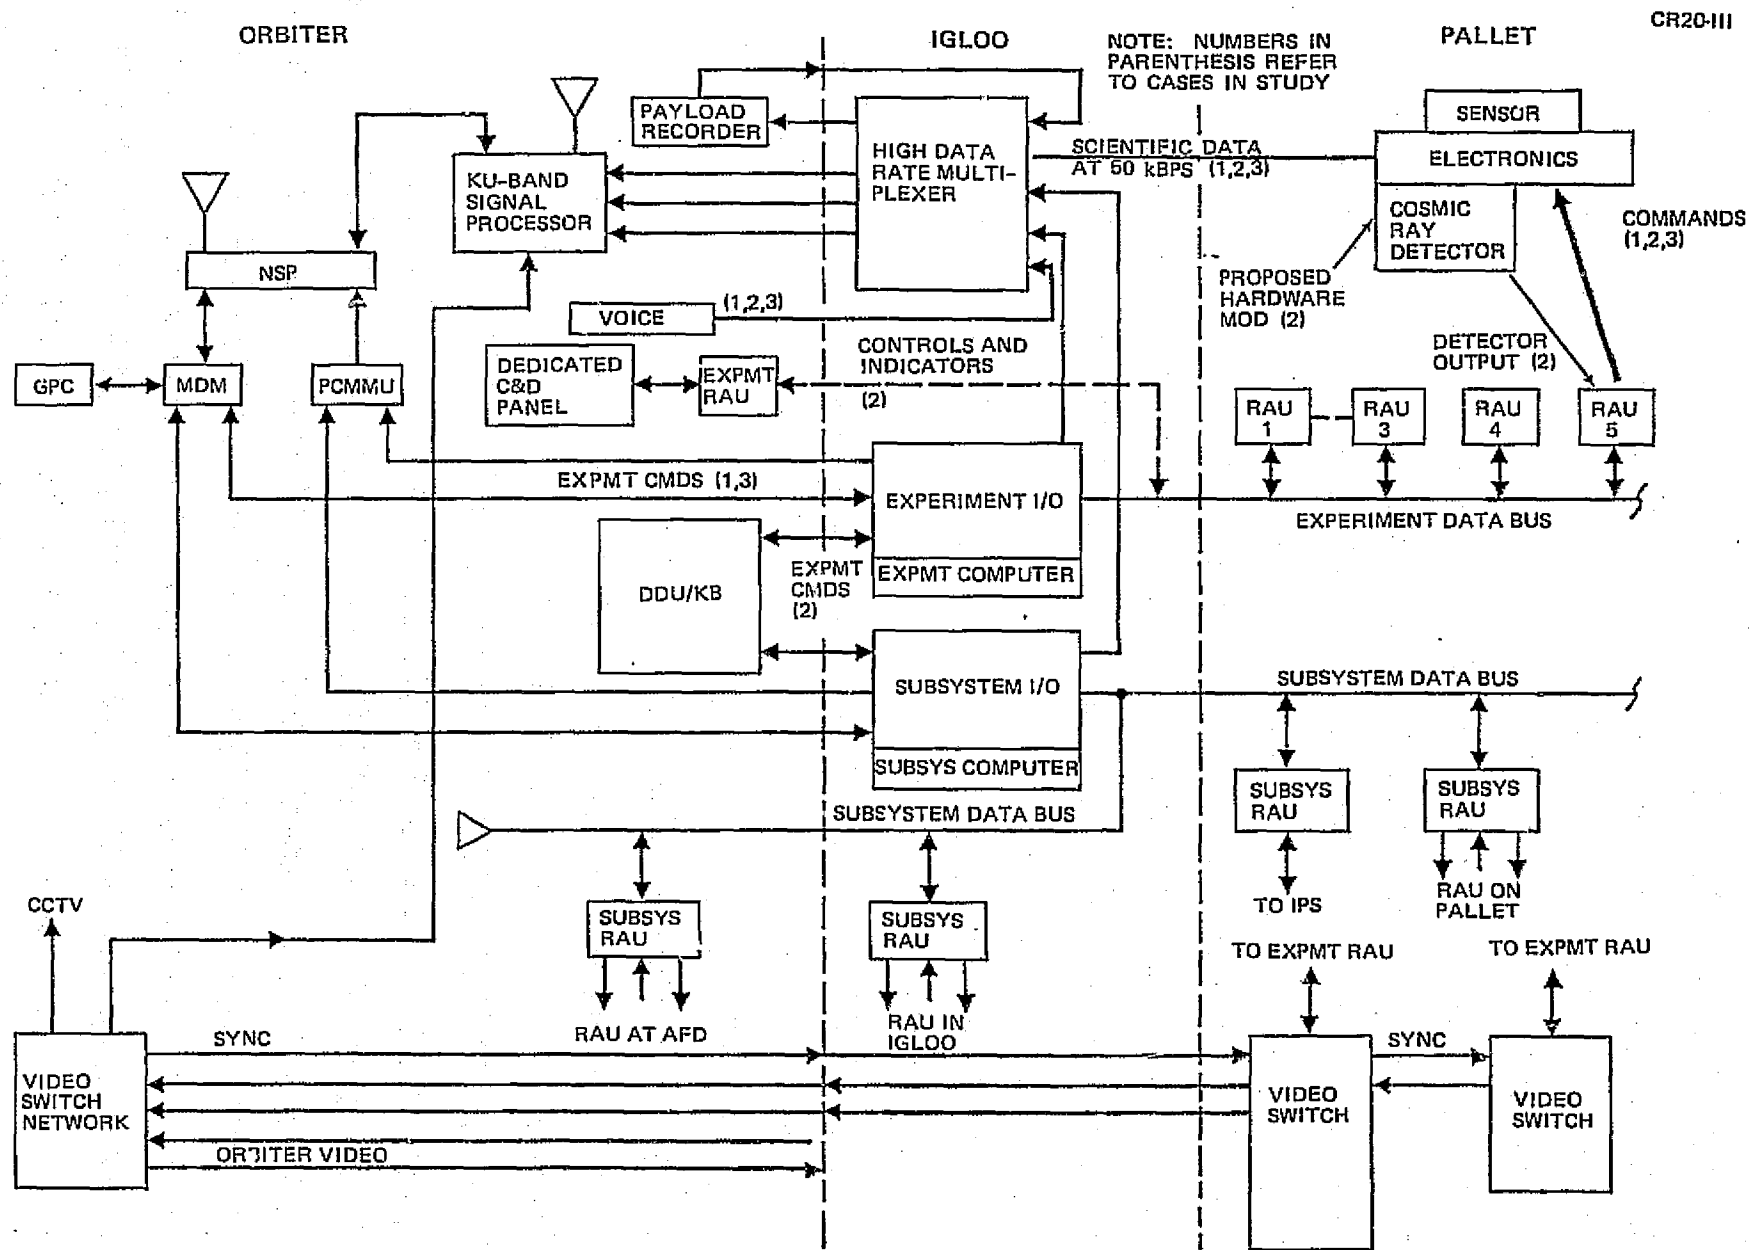 CR20-III
ORBITER
IGLOO
NOTE: NUMBERS IN
PARENTHESIS REFER
TO CASES IN STUDY
PALLET
PAYLOAD
RECORDER
SENSOR
ELECTRONICS
HIGH DATA
RATE MULTI-
PLEXER
SCIENTIFIC DATA
AT 50 kBPS (1,2,3)
KU-BAND
SIGNAL
PROCESSOR
COSMIC
RAY
DETECTOR
COMMANDS
(1,2,3)
NSP
PROPOSED
HARDWARE
MOD (2)
VOICE
(1,2,3)
CONTROLS AND
INDICATORS
(2)
DETECTOR
OUTPUT (2)
GPC
MDM
PCMMU
DEDICATED
C&D
PANEL
EXPMT
RAU
RAU
1
RAU
3
RAU
4
RAU
5
EXPMT CMDS (1,3)
EXPERIMENT I/O
EXPERIMENT DATA BUS
EXPMT COMPUTER
EXPMT
CMDS
(2)
DDU/KB
SUBSYSTEM I/O
SUBSYSTEM DATA BUS
SUBSYS COMPUTER
SUBSYS
RAU
SUBSYS
RAU
SUBSYSTEM DATA BUS
TO IPS
RAU ON
PALLET
CCTV
SUBSYS
RAU
SUBSYS
RAU
TO EXPMT RAU
TO EXPMT RAU
RAU AT AFD
RAU IN
IGLOO
SYNC
SYNC
VIDEO
SWITCH
NETWORK
VIDEO
SWITCH
VIDEO
SWITCH
ORBITER VIDEO